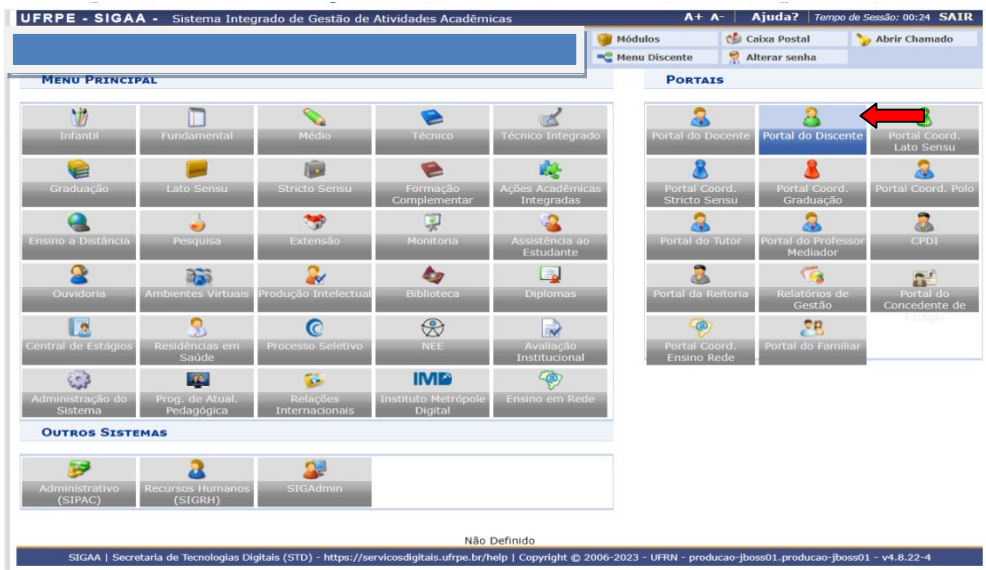 UFRPE - SIGAA - Sistema Integrado de Gestão de Atividades Acadêmicas
A+ A- Ajuda? Tempo de Sessão: 00:24 SAIR
Módulos Caixa Postal Abrir Chamado
Menu Discente Alterar senha
MENU PRINCIPAL
Infantil Fundamental Médio Técnico Técnico Integrado
Graduação Lato Sensu Stricto Sensu Formação Complementar Ações Acadêmicas Integradas
Ensino a Distância Pesquisa Extensão Monitoria Assistência ao Estudante
Ouvidoria Ambientes Virtuais Produção Intelectual Biblioteca Diplomas
Central de Estágios Residências em Saúde Processo Seletivo NEE Avaliação Institucional
IMD
Administração do Sistema Prog. de Atual. Pedagógica Relações Internacionais Instituto Metrópole Digital Ensino em Rede
PORTAIS
Portal do Docente Portal do Discente Portal Coord. Lato Sensu
Portal Coord. Stricto Sensu Portal Coord. Graduação Portal Coord. Polo
Portal do Tutor Portal do Professor Mediador CPDI
Portal da Reitoria Relatórios de Gestão Portal do Concedente de Estágio
Portal Coord. Ensino Rede Portal do Familiar
OUTROS SISTEMAS
Administrativo (SIPAC) Recursos Humanos (SIGRH) SIGAdmin
Não Definido
SIGAA | Secretaria de Tecnologias Digitais (STD) - https://servicosdigitais.ufrpe.br/help | Copyright © 2006-2023 - UFRN - producao-jboss01.producao-jboss01 - v4.8.22-4